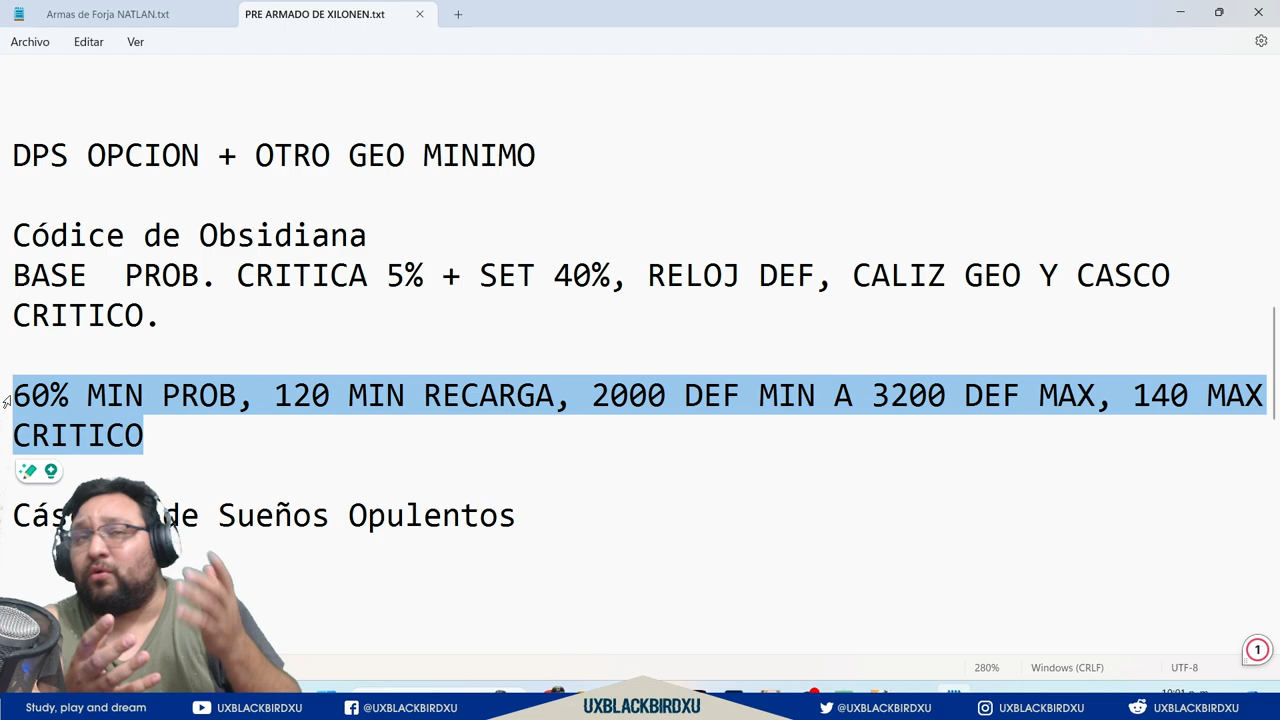 Armas de Forja NATLAN.txt
PRE ARMADO DE XILONEN.txt
Archivo Editar Ver
DPS OPCION + OTRO GEO MINIMO
Códice de Obsidiana
BASE  PROB. CRITICA 5% + SET 40%, RELOJ DEF, CALIZ GEO Y CASCO
CRITICO.
60% MIN PROB, 120 MIN RECARGA, 2000 DEF MIN A 3200 DEF MAX, 140 MAX
CRITICO
de Sueños Opulentos
1
280% Windows (CRLF) UTF-8
Study, play and dream UXBLACKBIRDXU @UXBLACKBIRDXU UXBLACKBIRDXU @UXBLACKBIRDXU @UXBLACKBIRDXU @UXBLACKBIRDXU